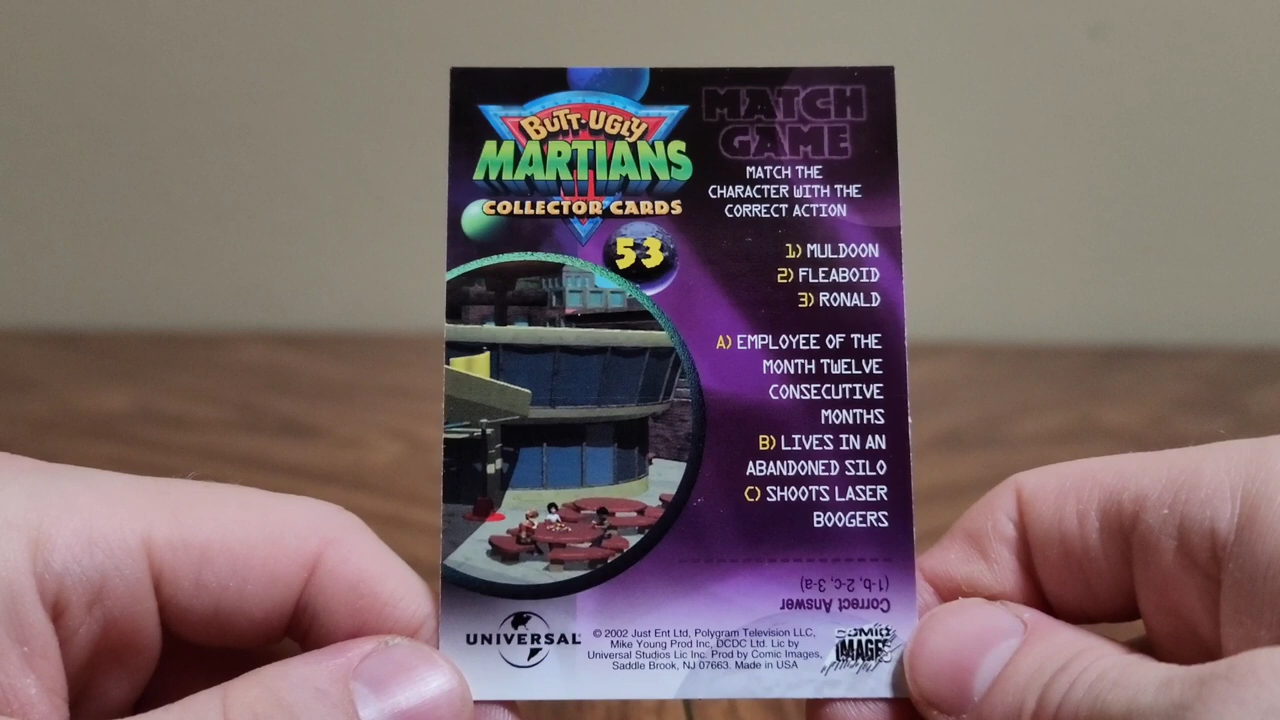 BUTT-UGLY
MARTIANS
COLLECTOR CARDS
53
MATCH
GAME
MATCH THE
CHARACTER WITH THE
CORRECT ACTION
1) MULDOON
2) FLEABOID
3) RONALD
A) EMPLOYEE OF THE
MONTH TWELVE
CONSECUTIVE
MONTHS
B) LIVES IN AN
ABANDONED SILO
C) SHOOTS LASER
BOOGERS
Correct Answer
(1-b, 2-c, 3-a)
UNIVERSAL
© 2002 Just Ent Ltd, Polygram Television LLC,
Mike Young Prod Inc, DCDC Ltd. Lic by
Universal Studios Lic Inc. Prod by Comic Images,
Saddle Brook, NJ 07663. Made in USA
COMIC
IMAGES